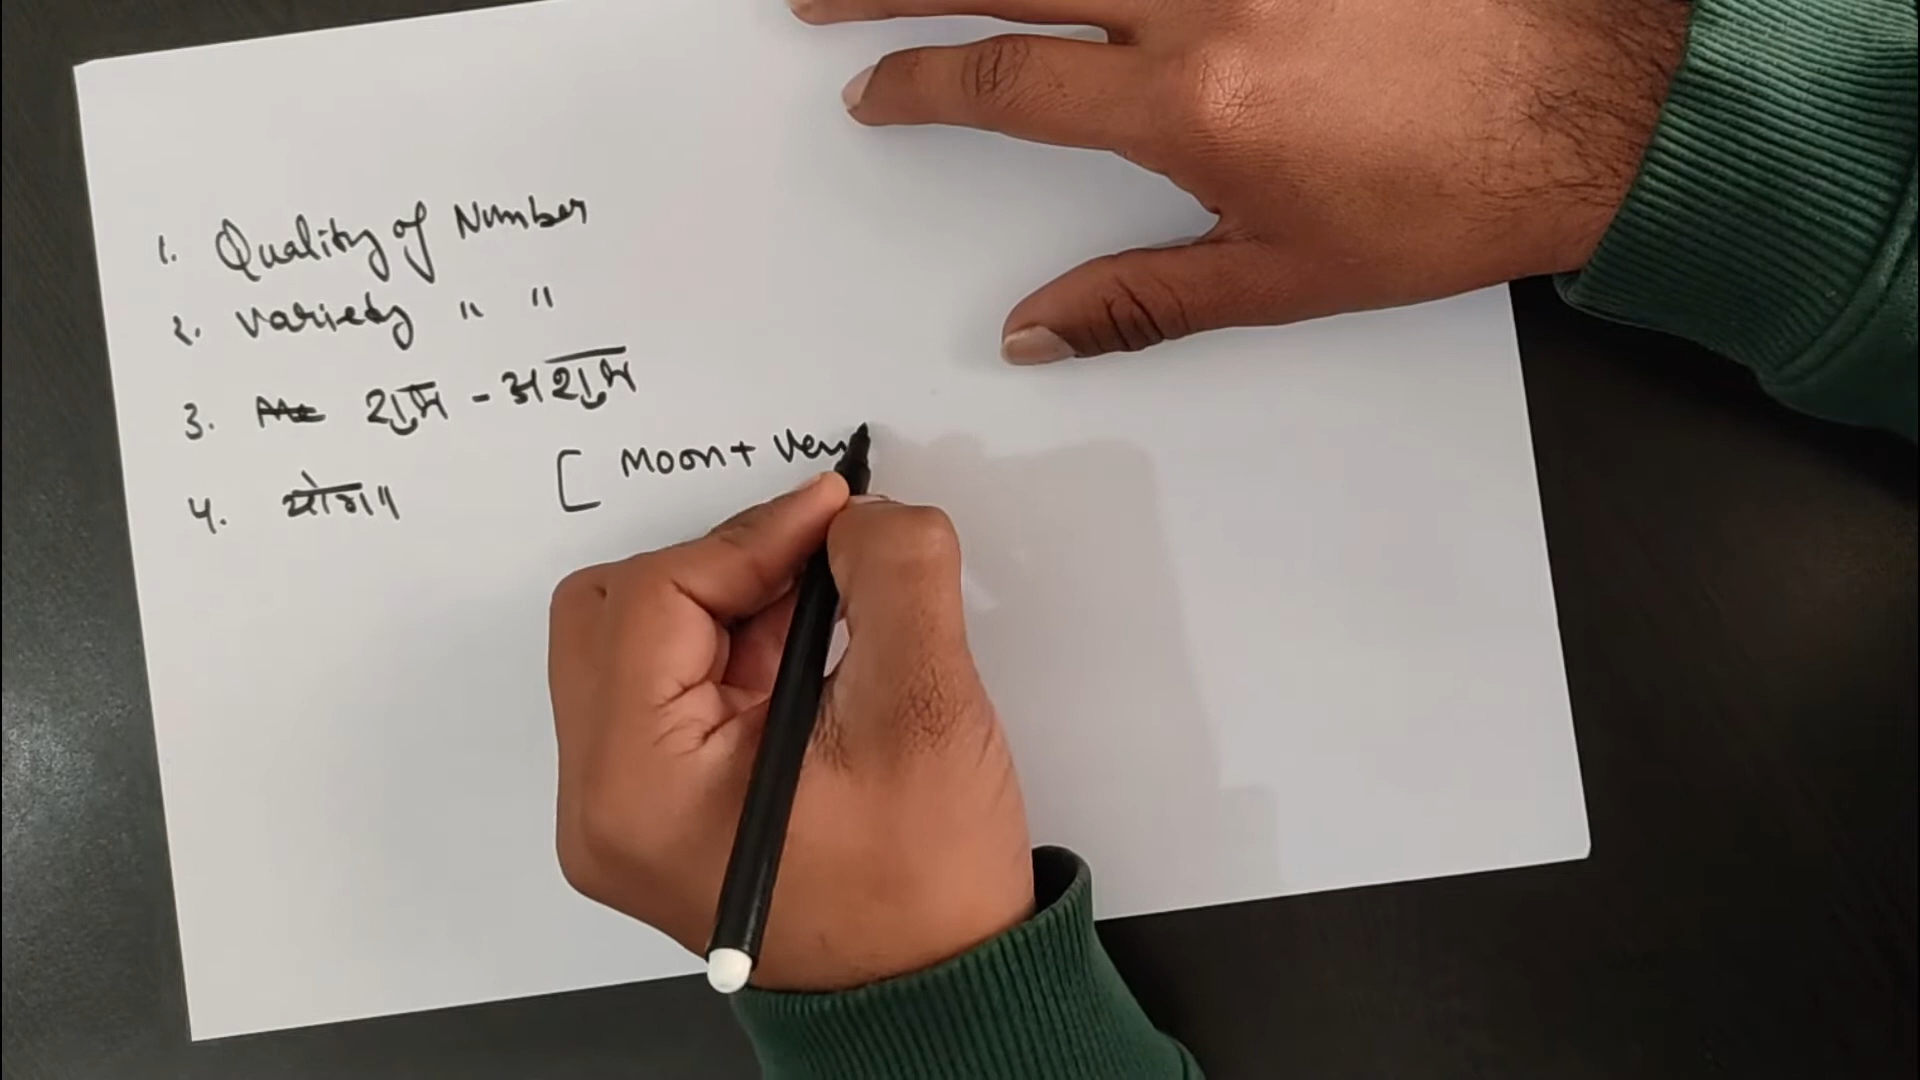 1. Quality of Number
2. Variety " "
3. शुभ - अशुभ
4. योग ॥ [ Moon + Ven